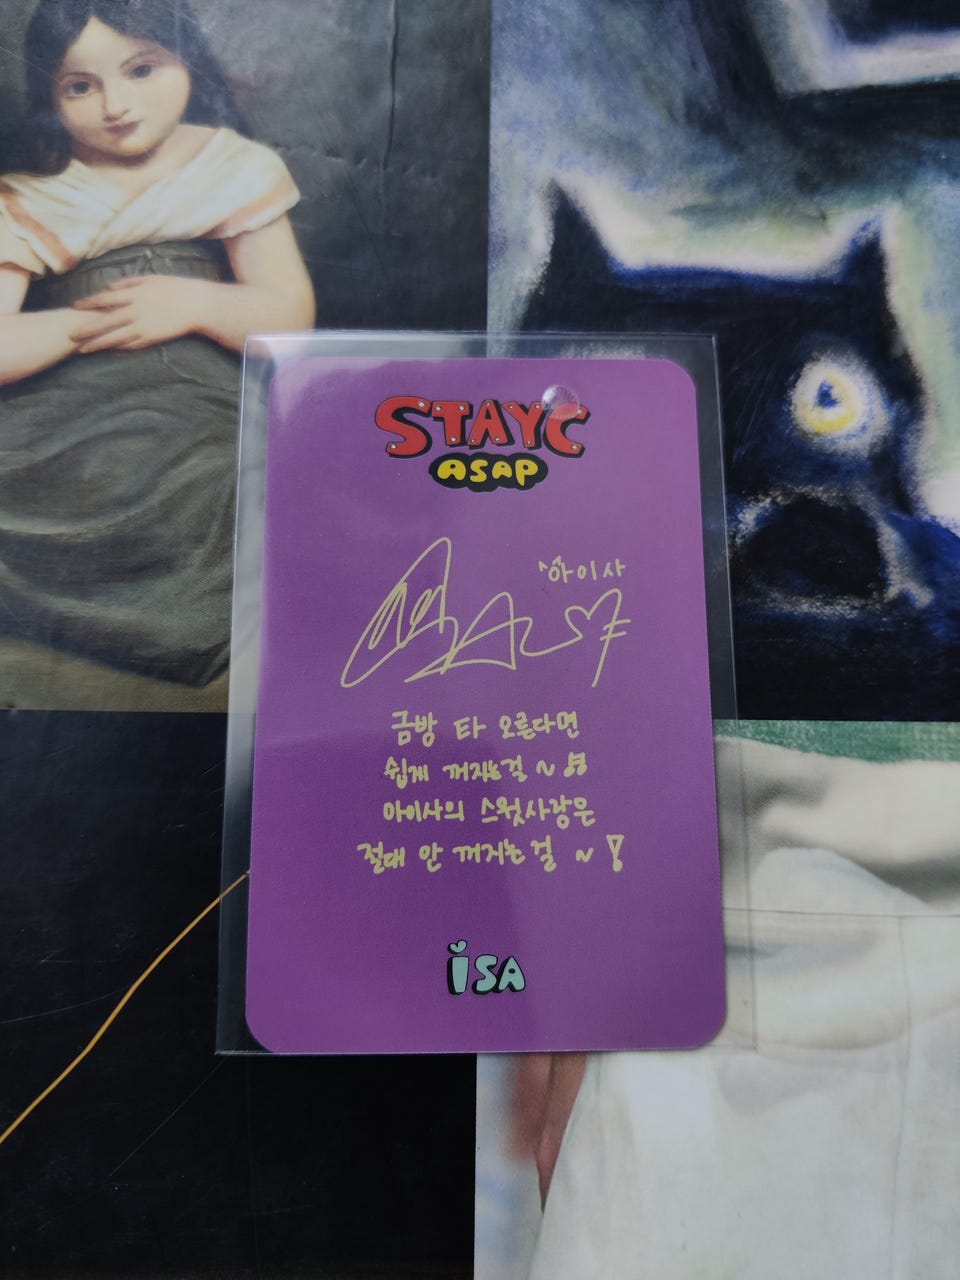 STAYC
ASAP
아이사
금방 타 오른다면
쉽게 꺼지는걸 ~ ♬
아이사의 스윗사랑은
절대 안 꺼지는걸 ~ !
iSA